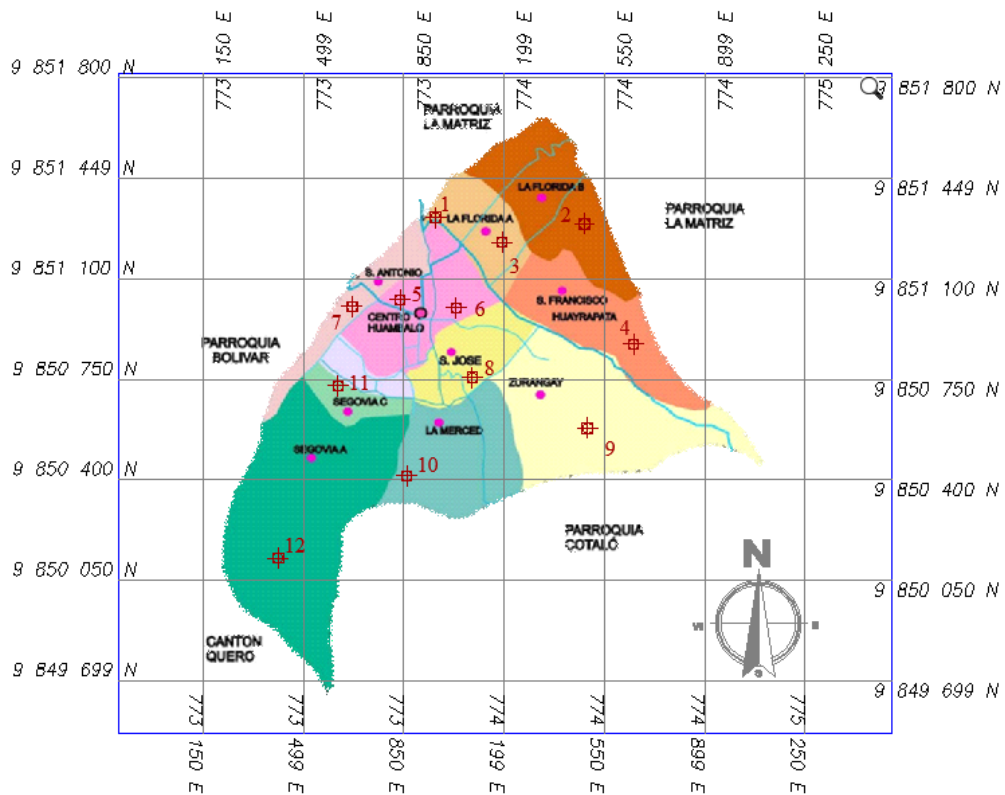 773 150 E
773 499 E
773 850 E
774 199 E
774 550 E
774 899 E
775 250 E
9 851 800 N
9 851 800 N
PARROQUIA
LA MATRIZ
9 851 449 N
9 851 449 N
LA FLORIDA B
PARROQUIA
LA MATRIZ
1
LA FLORIDA A
2
3
9 851 100 N
9 851 100 N
S. ANTONIO
5
S. FRANCISCO
HUAYRAPATA
7
CENTRO
HUAMBALO
6
4
PARROQUIA
BOLIVAR
9 850 750 N
9 850 750 N
S. JOSE
8
ZURANGAY
11
SEGOVIA C
LA MERCED
9
SEGOVIA A
9 850 400 N
9 850 400 N
10
PARROQUIA
COTALÓ
12
N
9 850 050 N
9 850 050 N
S
CANTON
QUERO
9 849 699 N
9 849 699 N
773 150 E
773 499 E
773 850 E
774 199 E
774 550 E
774 899 E
775 250 E